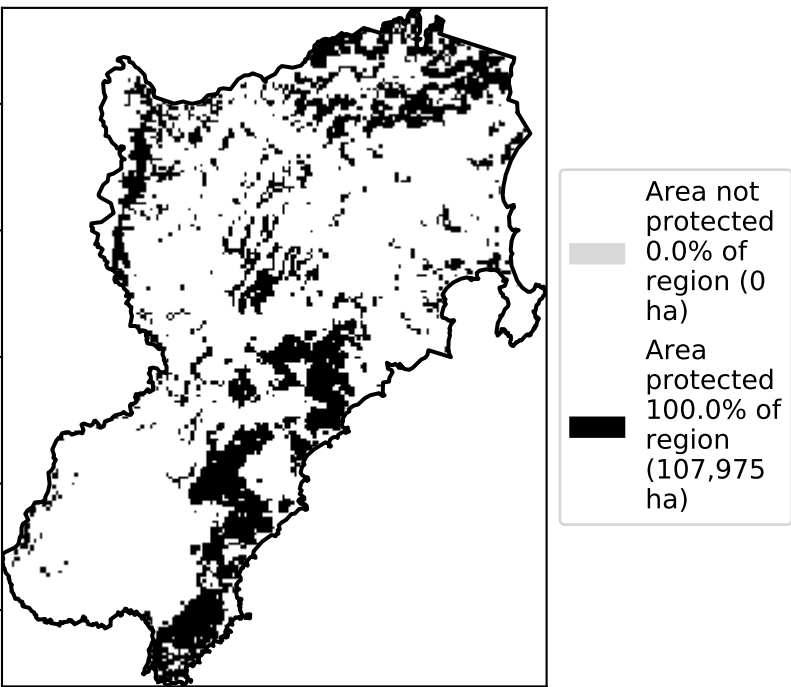 Area not
protected
0.0% of
region (0
ha)
Area
protected
100.0% of
region
(107,975
ha)